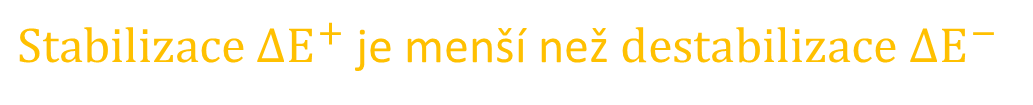 Stabilizace ΔE⁺ je menší než destabilizace ΔE⁻